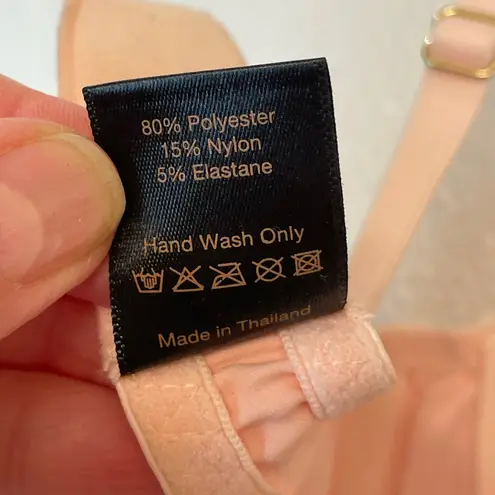 80% Polyester
15% Nylon
5% Elastane
Hand Wash Only
Made in Thailand